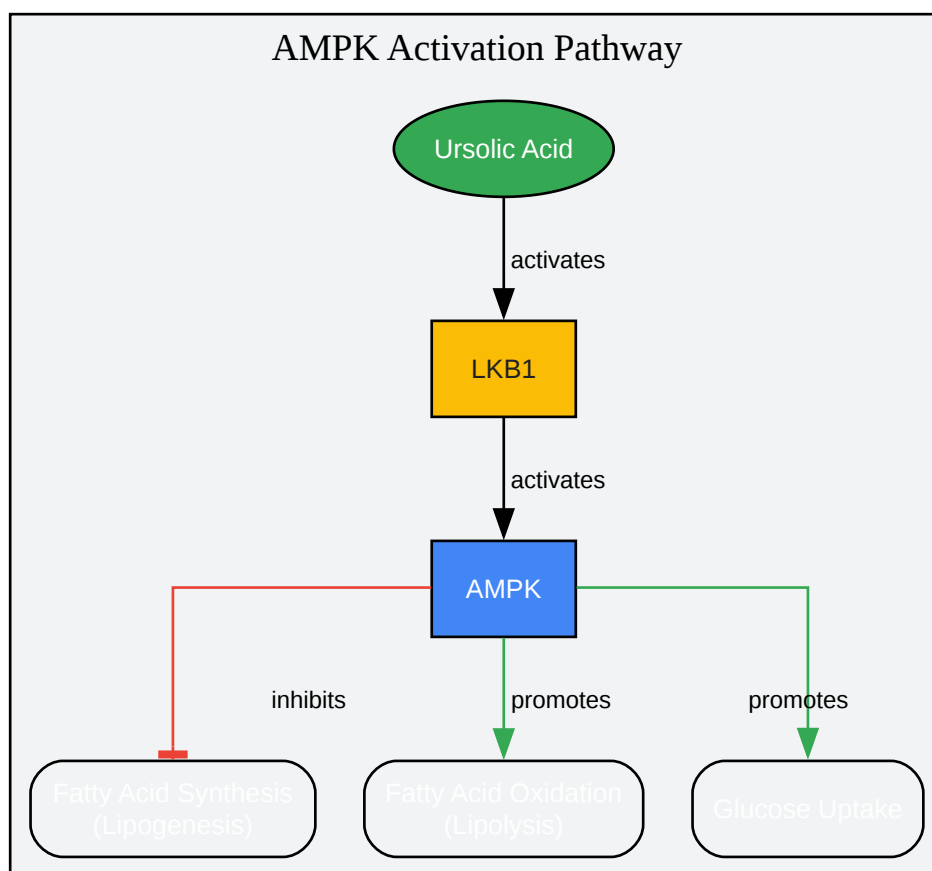 AMPK Activation Pathway
Ursolic Acid
activates
LKB1
activates
AMPK
inhibits
promotes
promotes
Fatty Acid Synthesis
(Lipogenesis)
Fatty Acid Oxidation
(Lipolysis)
Glucose Uptake